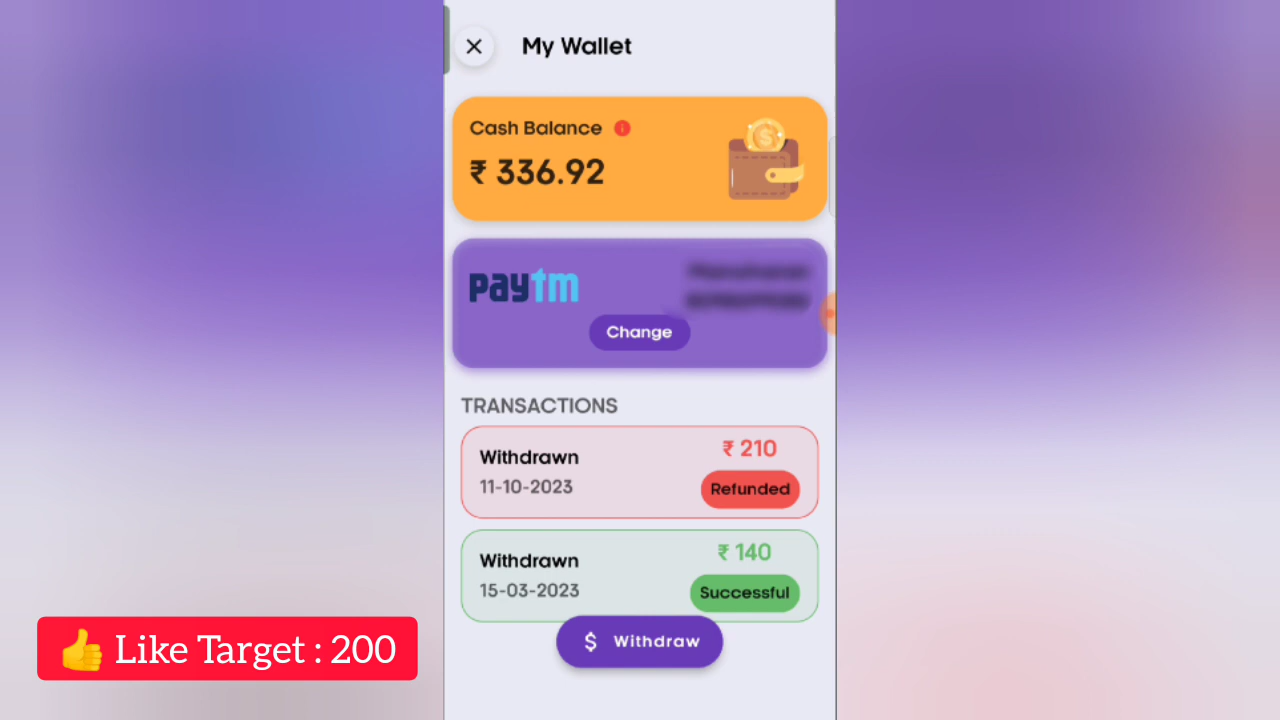 My Wallet
Cash Balance
₹ 336.92
paytm
Change
TRANSACTIONS
Withdrawn
₹ 210
11-10-2023
Refunded
Withdrawn
₹ 140
15-03-2023
Successful
$ Withdraw
👍 Like Target : 200